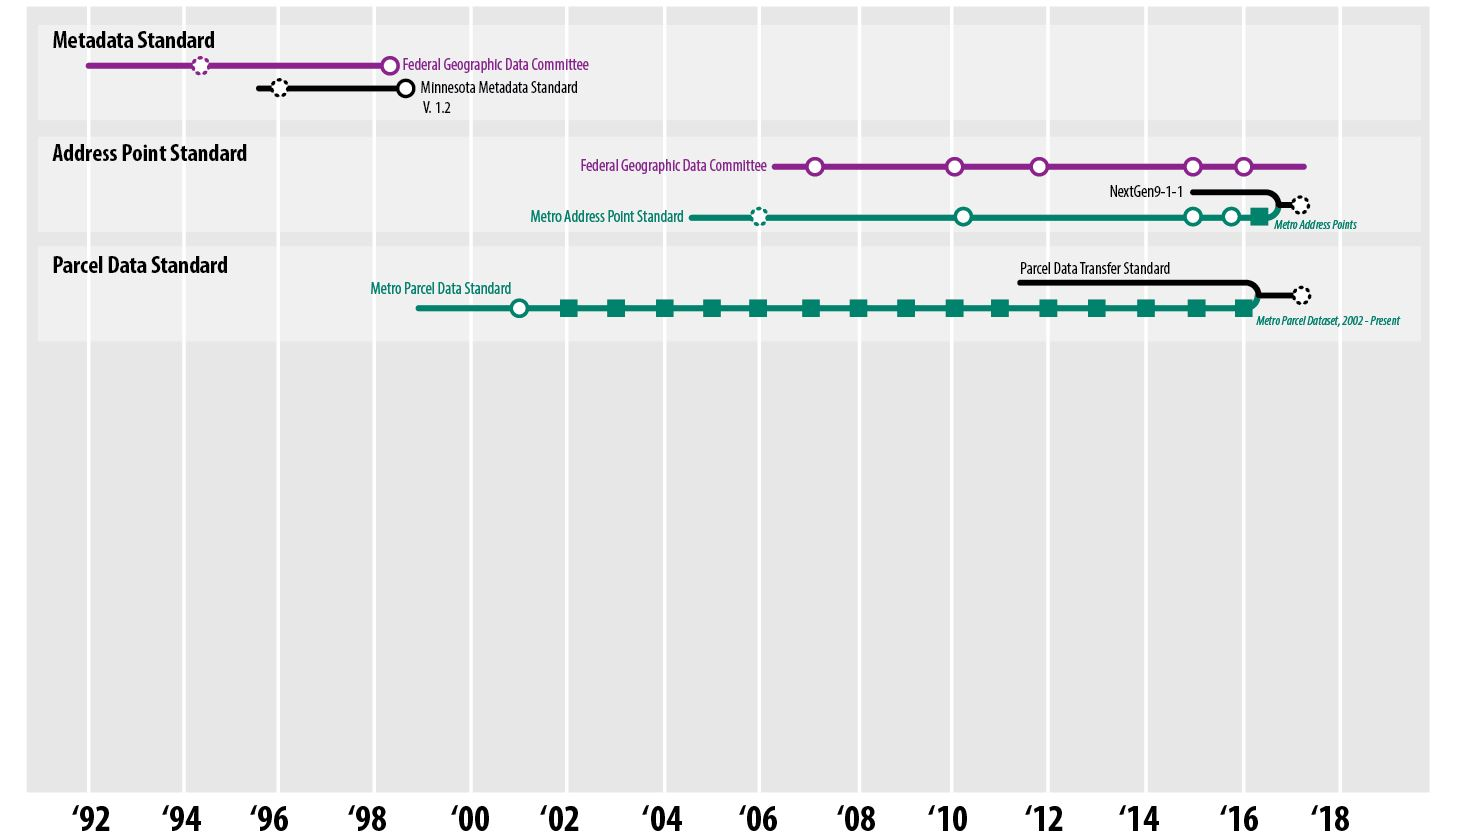 Metadata Standard
Federal Geographic Data Committee
Minnesota Metadata Standard
V. 1.2
Address Point Standard
Federal Geographic Data Committee
NextGen9-1-1
Metro Address Point Standard
Metro Address Points
Parcel Data Standard
Parcel Data Transfer Standard
Metro Parcel Data Standard
Metro Parcel Dataset, 2002 - Present
‘92 ‘94 ‘96 ‘98 ‘00 ‘02 ‘04 ‘06 ‘08 ‘10 ‘12 ‘14 ‘16 ‘18